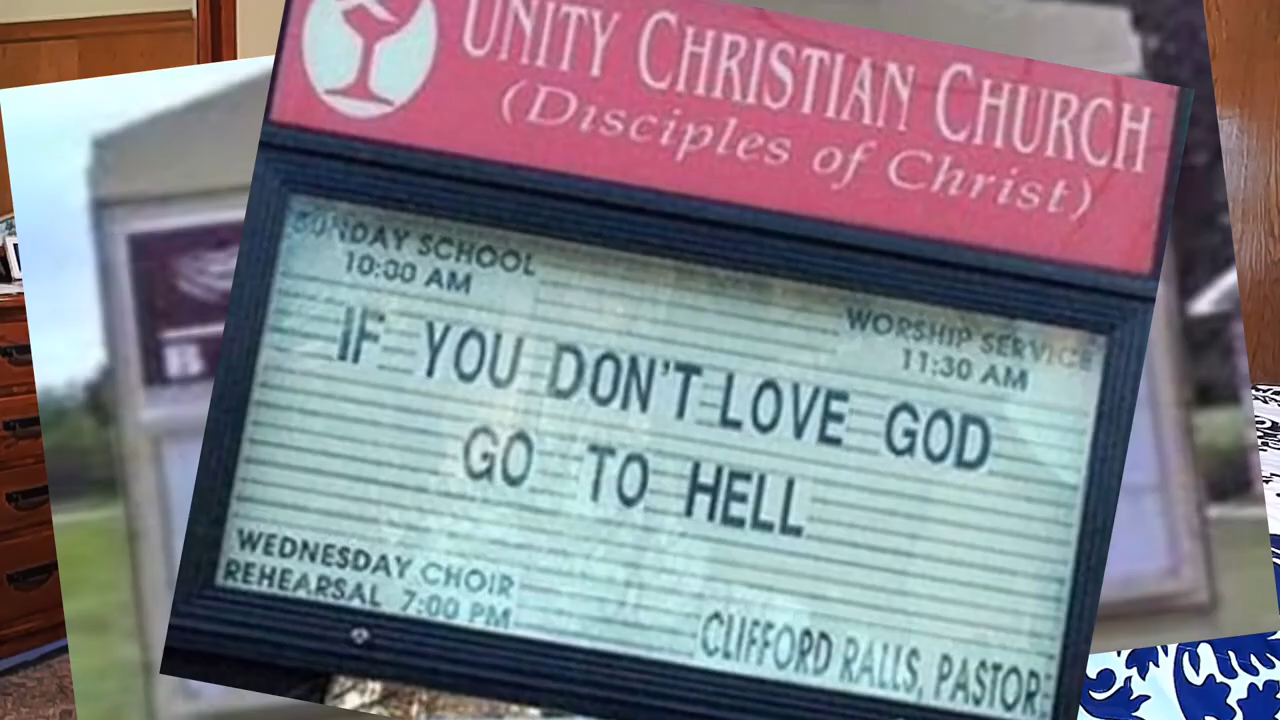 UNITY CHRISTIAN CHURCH
(Disciples of Christ)
SUNDAY SCHOOL
10:00 AM
WORSHIP SERVICE
11:30 AM
IF YOU DON'T LOVE GOD
GO TO HELL
WEDNESDAY CHOIR
REHEARSAL 7:00 PM
CLIFFORD RALLS, PASTOR
B